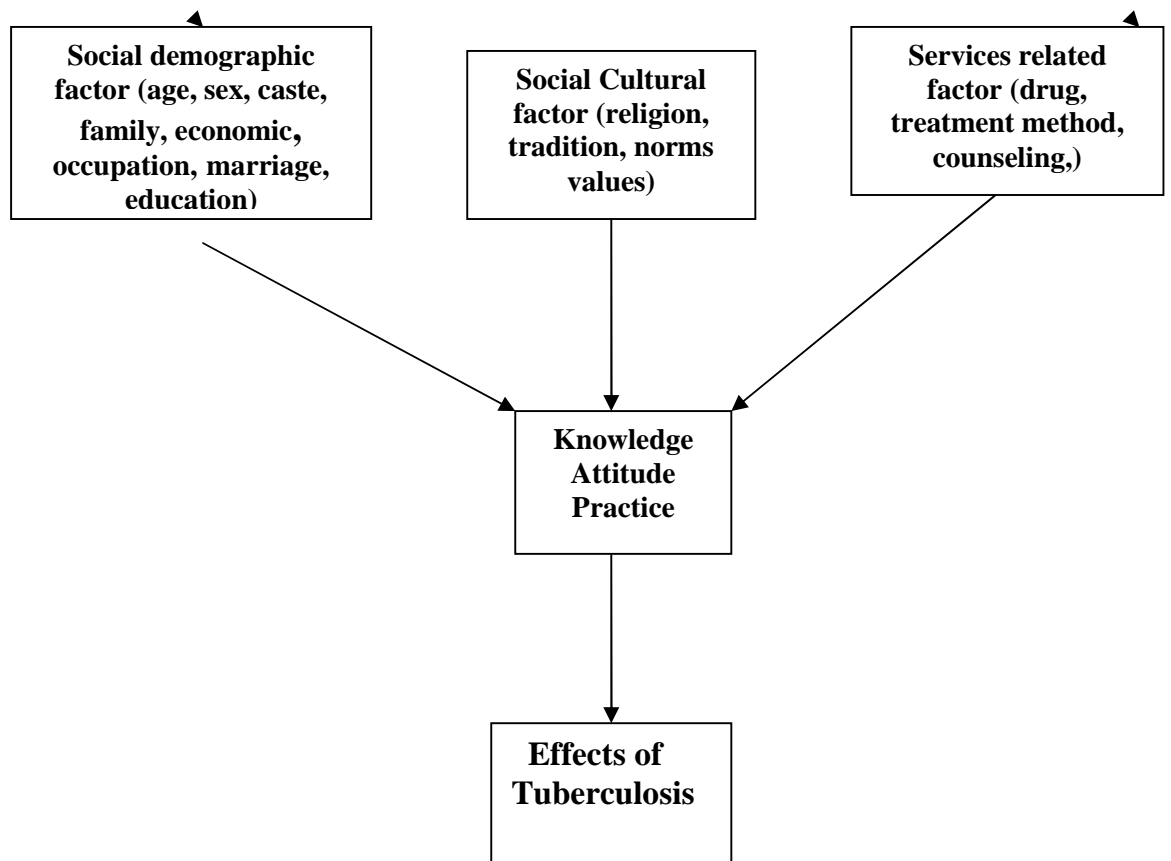 Social demographic
factor (age, sex, caste,
family, economic,
occupation, marriage,
education)
Social Cultural
factor (religion,
tradition, norms
values)
Services related
factor (drug,
treatment method,
counseling,)
Knowledge
Attitude
Practice
Effects of
Tuberculosis